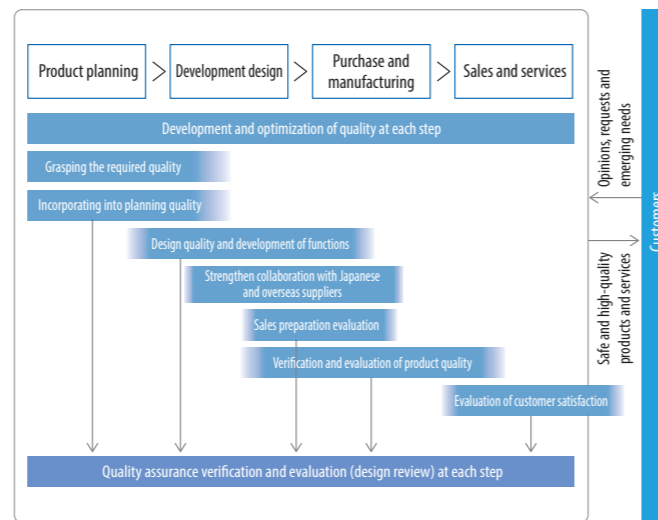 Product planning
Development design
Purchase and
manufacturing
Sales and services
Development and optimization of quality at each step
Grasping the required quality
Incorporating into planning quality
Design quality and development of functions
Strengthen collaboration with Japanese
and overseas suppliers
Sales preparation evaluation
Verification and evaluation of product quality
Evaluation of customer satisfaction
Quality assurance verification and evaluation (design review) at each step
Opinions, requests and
emerging needs
Safe and high-quality
products and services
Customers